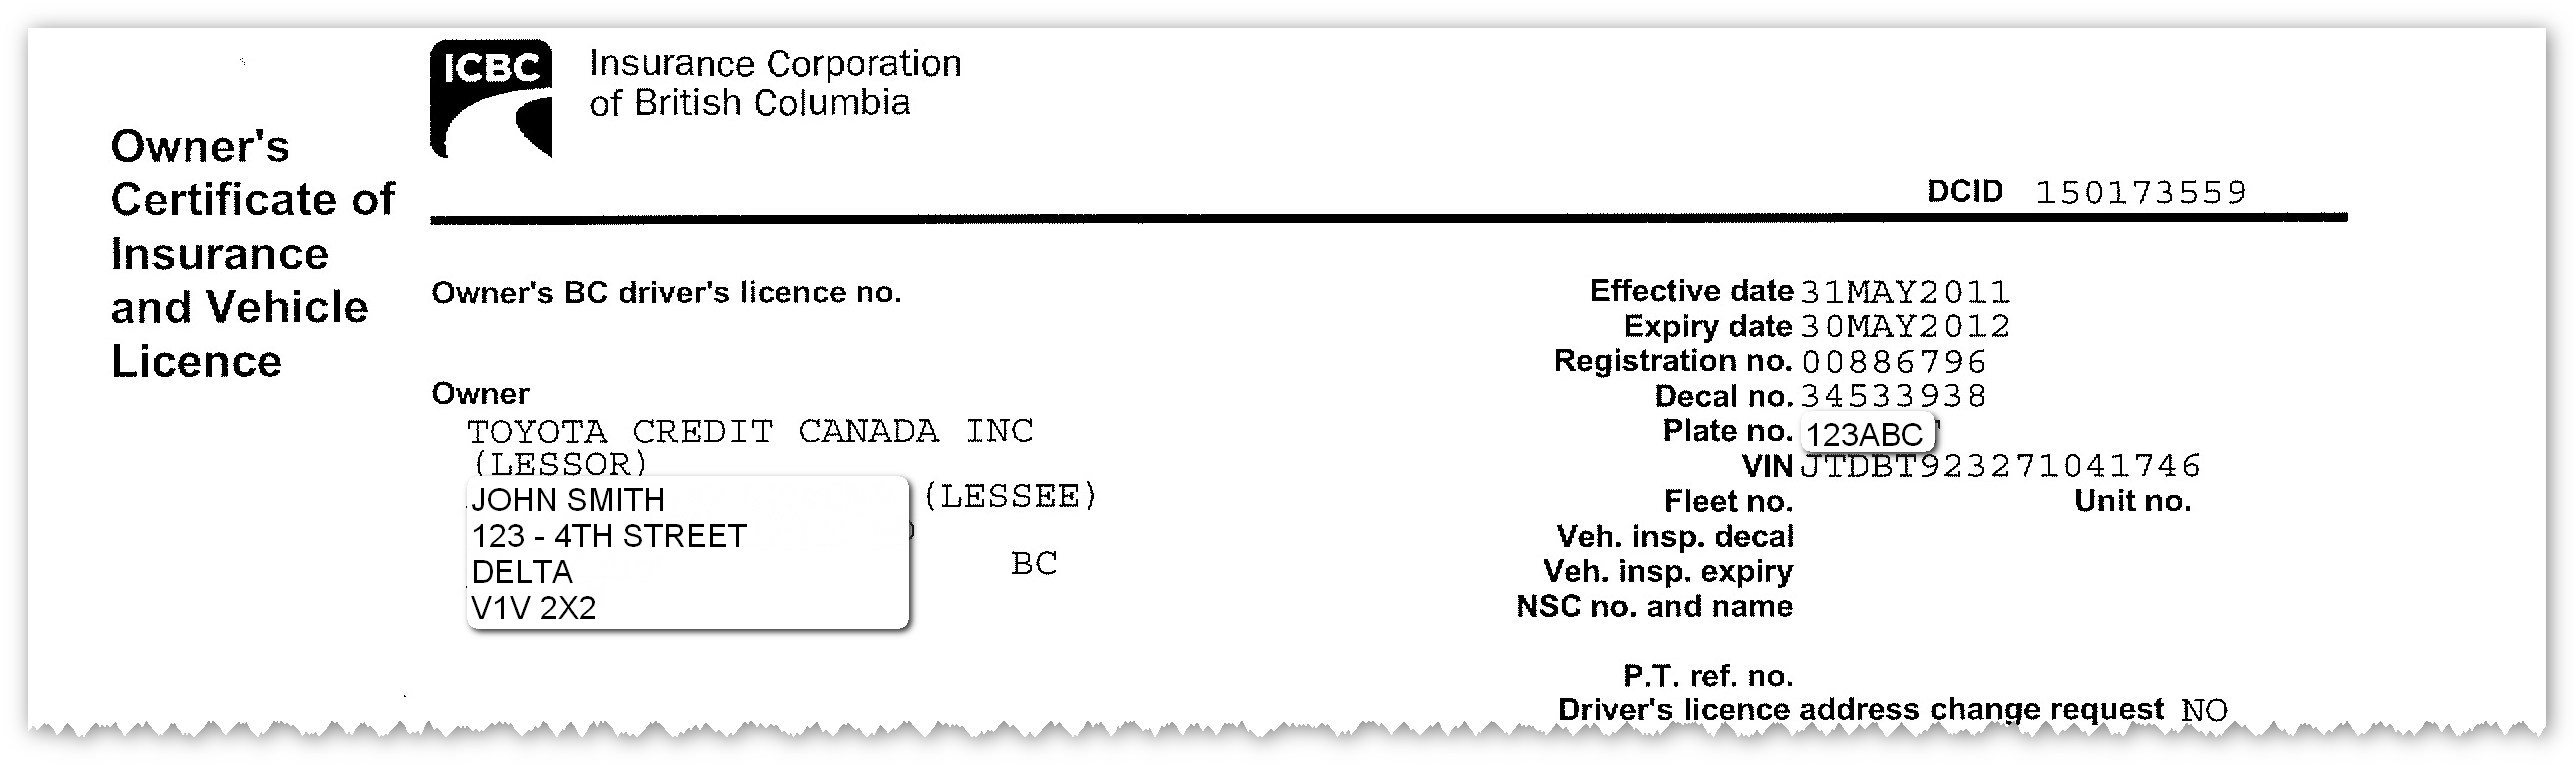 ICBC
Insurance Corporation
of British Columbia
Owner's
Certificate of
Insurance
and Vehicle
Licence
DCID 150173559
Owner's BC driver's licence no.
Owner
TOYOTA CREDIT CANADA INC
(LESSOR)
JOHN SMITH (LESSEE)
123 - 4TH STREET
DELTA BC
V1V 2X2
Effective date 31MAY2011
Expiry date 30MAY2012
Registration no. 00886796
Decal no. 34533938
Plate no. 123ABC
VIN JTDBT923271041746
Fleet no. Unit no.
Veh. insp. decal
Veh. insp. expiry
NSC no. and name
P.T. ref. no.
Driver's licence address change request NO